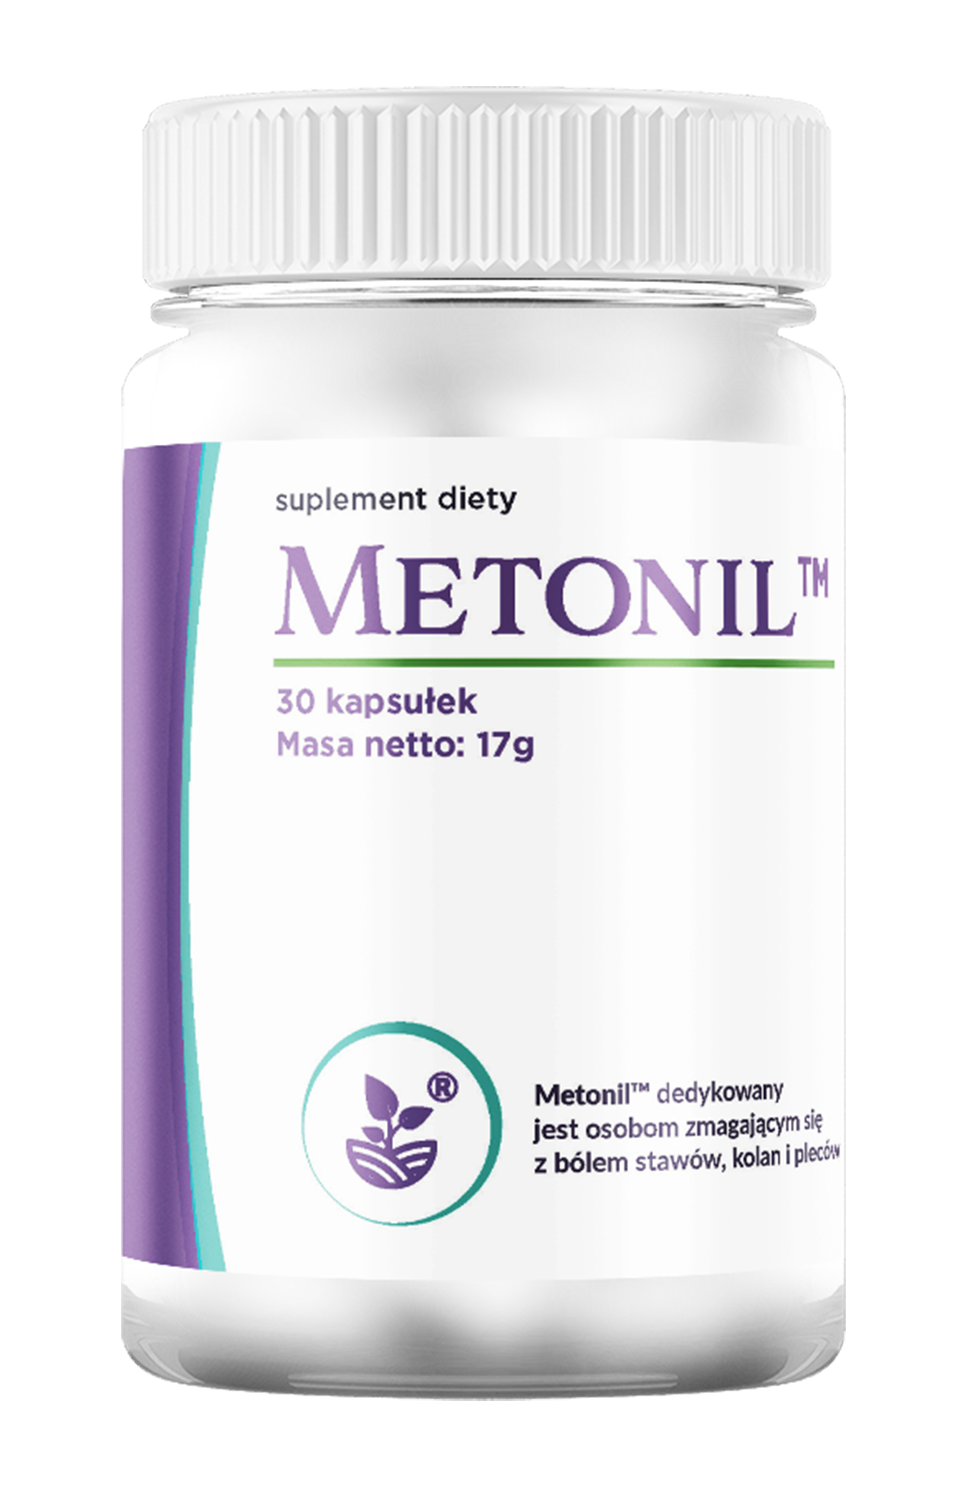 suplement diety
METONIL™
30 kapsułek
Masa netto: 17g
®
Metonil™ dedykowany
jest osobom zmagającym się
z bólem stawów, kolan i pleców